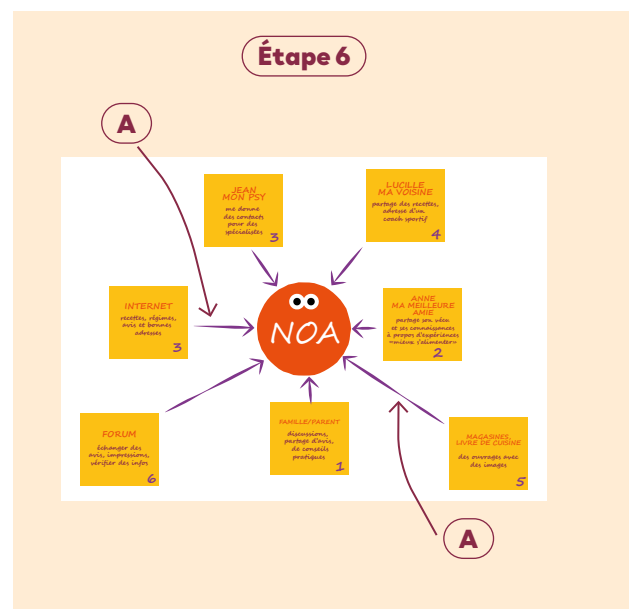 Étape 6
A
JEAN
MON PSY
me donne
des contacts
pour des
spécialistes
3
LUCILLE
MA VOISINE
partage des recettes,
adresse d'un
coach sportif
4
INTERNET
recettes, régimes,
avis et bonnes
adresses
3
NOA
ANNE
MA MEILLEURE
AMIE
partage son vécu
et ses connaissances
à propos d'expériences
«mieux s'alimenter»
2
FORUM
échanger des
avis, impressions,
vérifier des infos
6
FAMILLE/PARENT
discussions,
partage d'avis,
de conseils
pratiques
1
MAGASINES,
LIVRE DE CUISINE
des ouvrages avec
des images
5
A